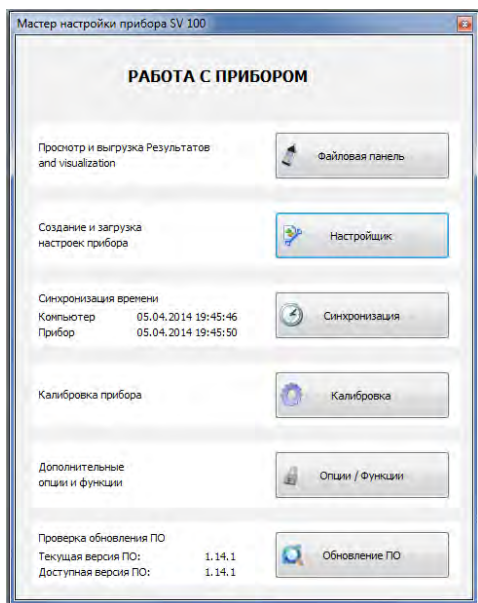 Мастер настройки прибора SV 100
РАБОТА С ПРИБОРОМ
Просмотр и выгрузка Результатов
and visualization
Файловая панель
Создание и загрузка
настроек прибора
Настройщик
Синхронизация времени
Компьютер 05.04.2014 19:45:46
Прибор 05.04.2014 19:45:50
Синхронизация
Калибровка прибора
Калибровка
Дополнительные
опции и функции
Опции / Функции
Проверка обновления ПО
Текущая версия ПО: 1.14.1
Доступная версия ПО: 1.14.1
Обновление ПО